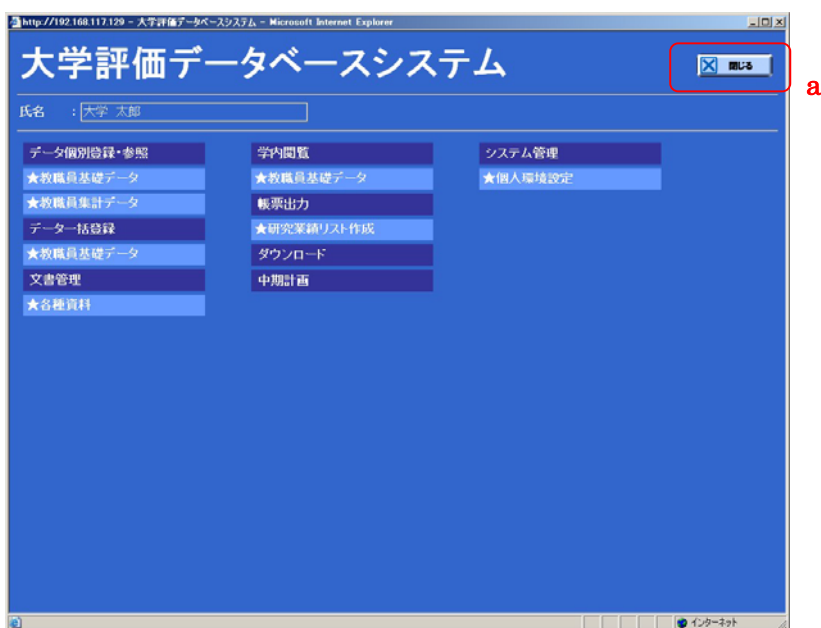 http://192.168.117.129 - 大学評価データベースシステム - Microsoft Internet Explorer
大学評価データベースシステム
閉じる
a
氏名 :大学 太郎
データ個別登録・参照
★教職員基礎データ
★教職員集計データ
データ一括登録
★教職員基礎データ
文書管理
★各種資料
学内閲覧
★教職員基礎データ
帳票出力
★研究業績リスト作成
ダウンロード
中期計画
システム管理
★個人環境設定
インターネット